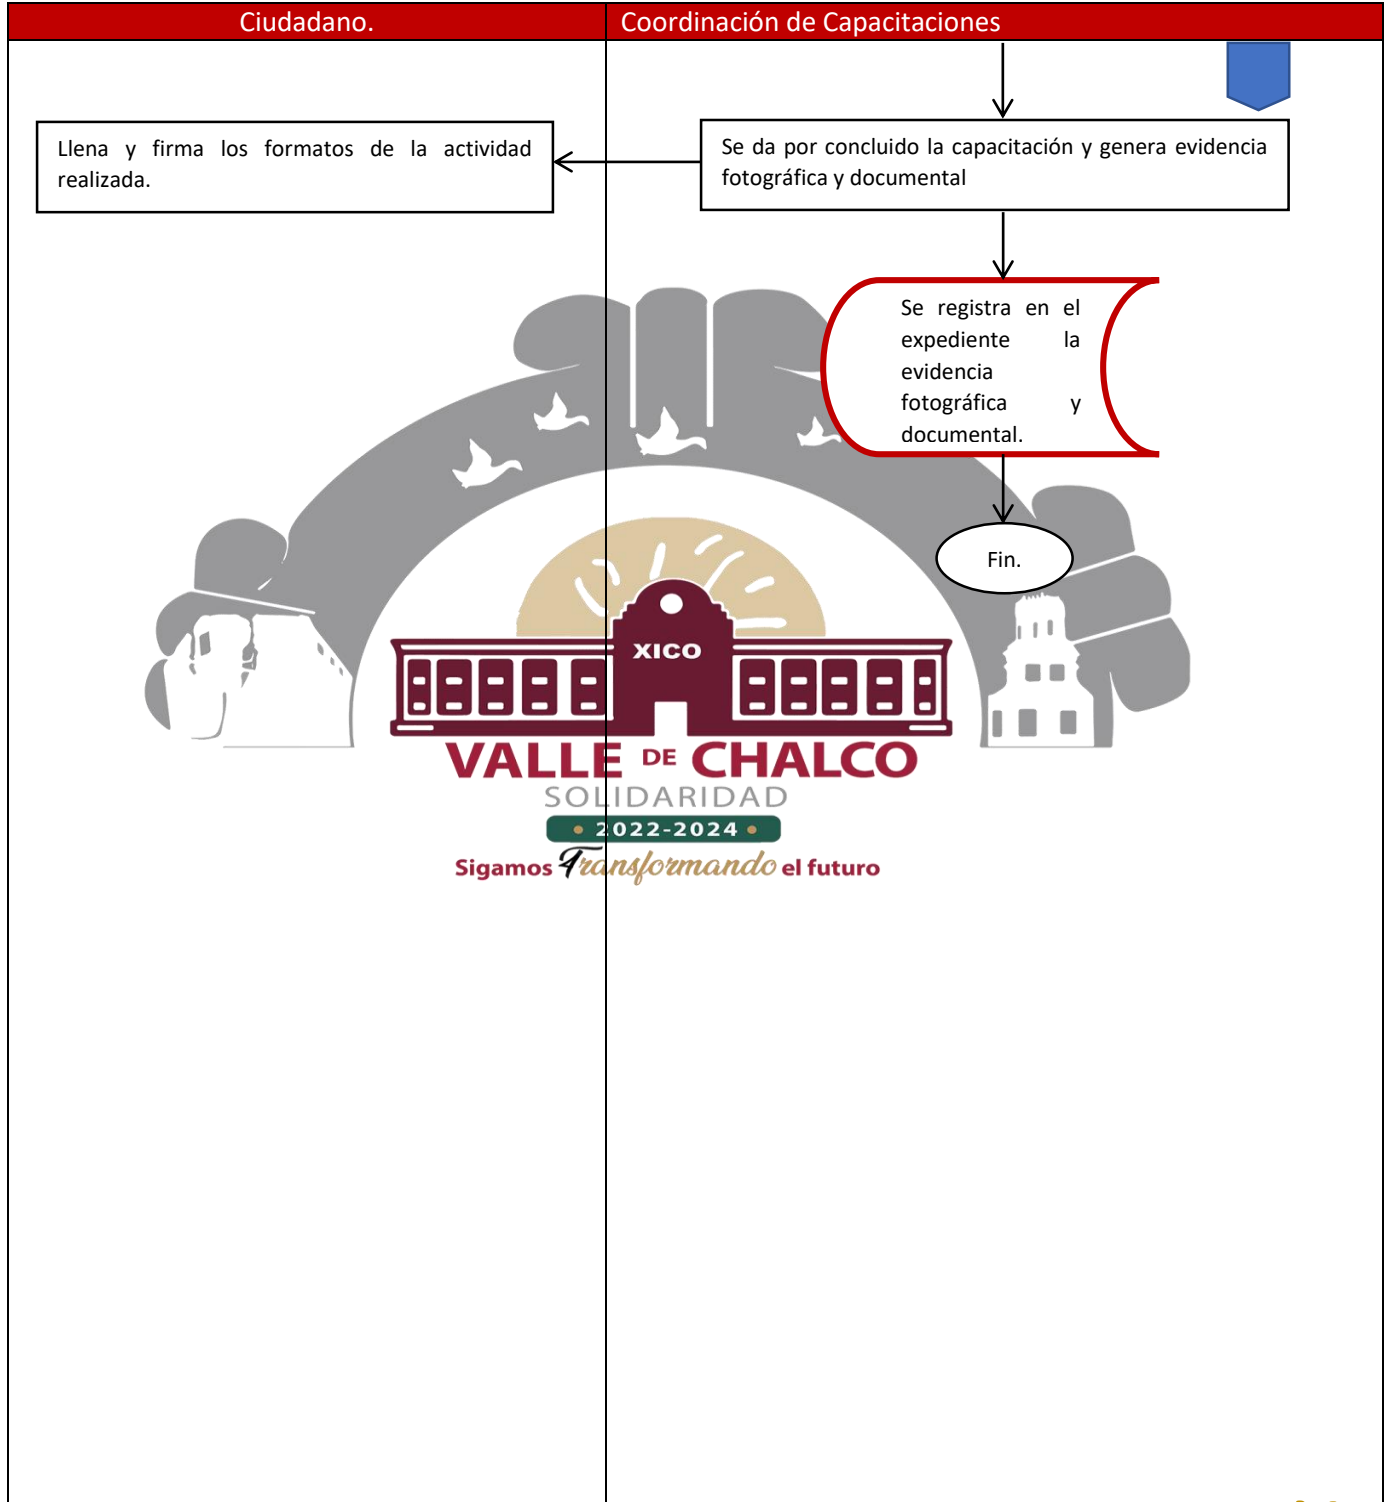 Ciudadano.
Coordinación de Capacitaciones
Llena y firma los formatos de la actividad
realizada.
Se da por concluido la capacitación y genera evidencia
fotográfica y documental
Se registra en el
expediente la
evidencia
fotográfica y
documental.
Fin.
XICO
VALLE DE CHALCO
SOLIDARIDAD
• 2022-2024 •
Sigamos Transformando el futuro